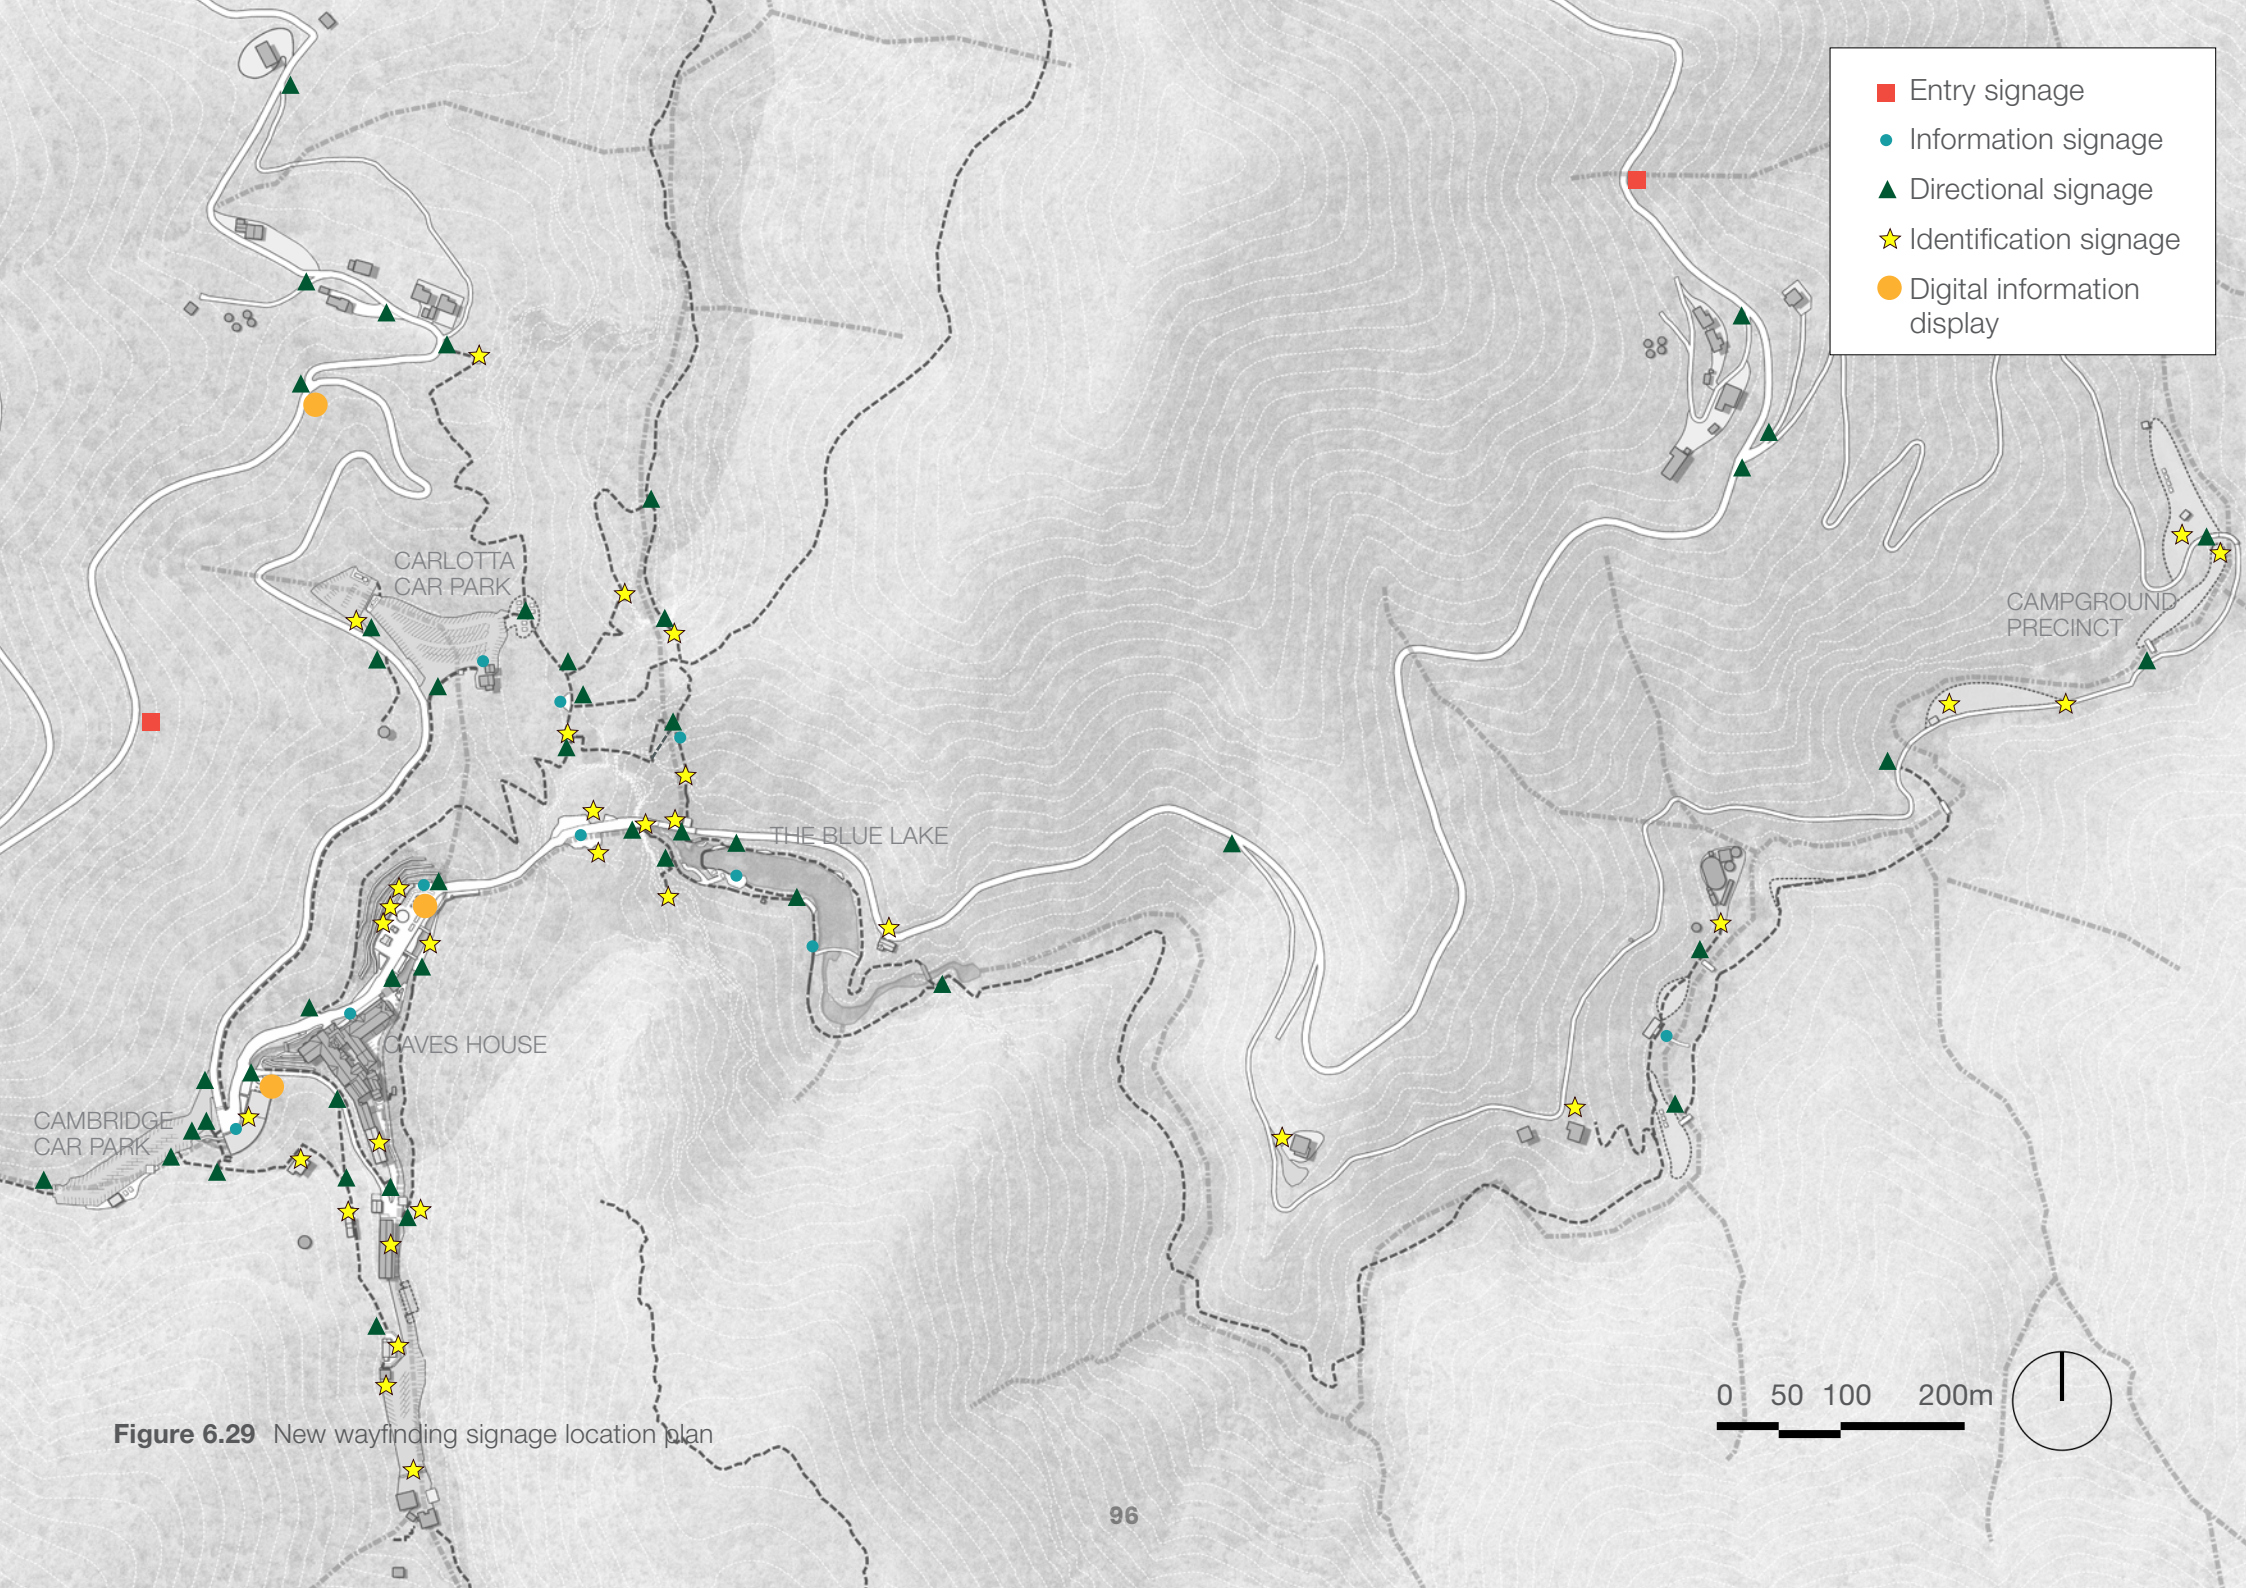 Entry signage
Information signage
Directional signage
Identification signage
Digital information
display
CARLOTTA
CAR PARK
CAMPGROUND
PRECINCT
THE BLUE LAKE
CAVES HOUSE
CAMBRIDGE
CAR PARK
0 50 100 200m
Figure 6.29 New wayfinding signage location plan
96